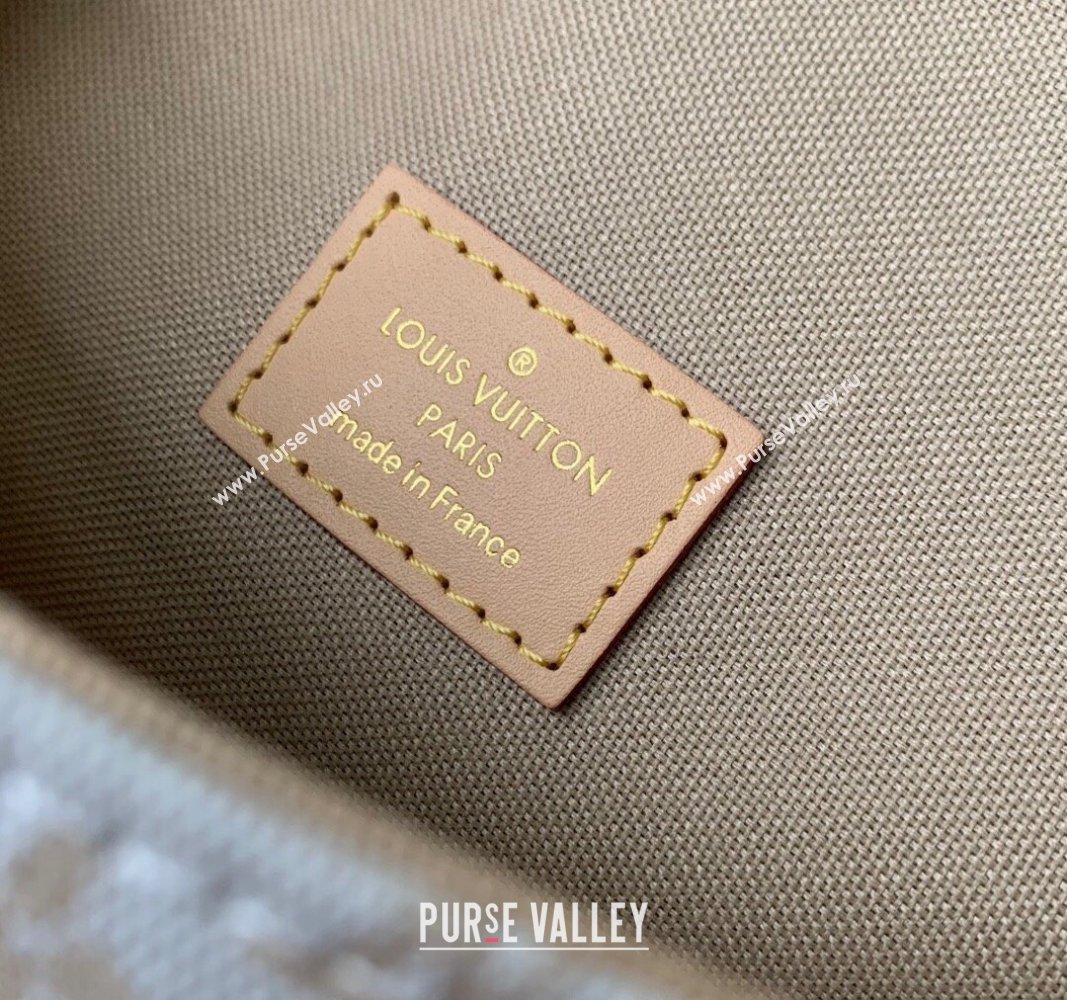 ®
LOUIS VUITTON
PARIS
made in France
www.PurseValley.ru
www.PurseValley.ru
PURSE VALLEY